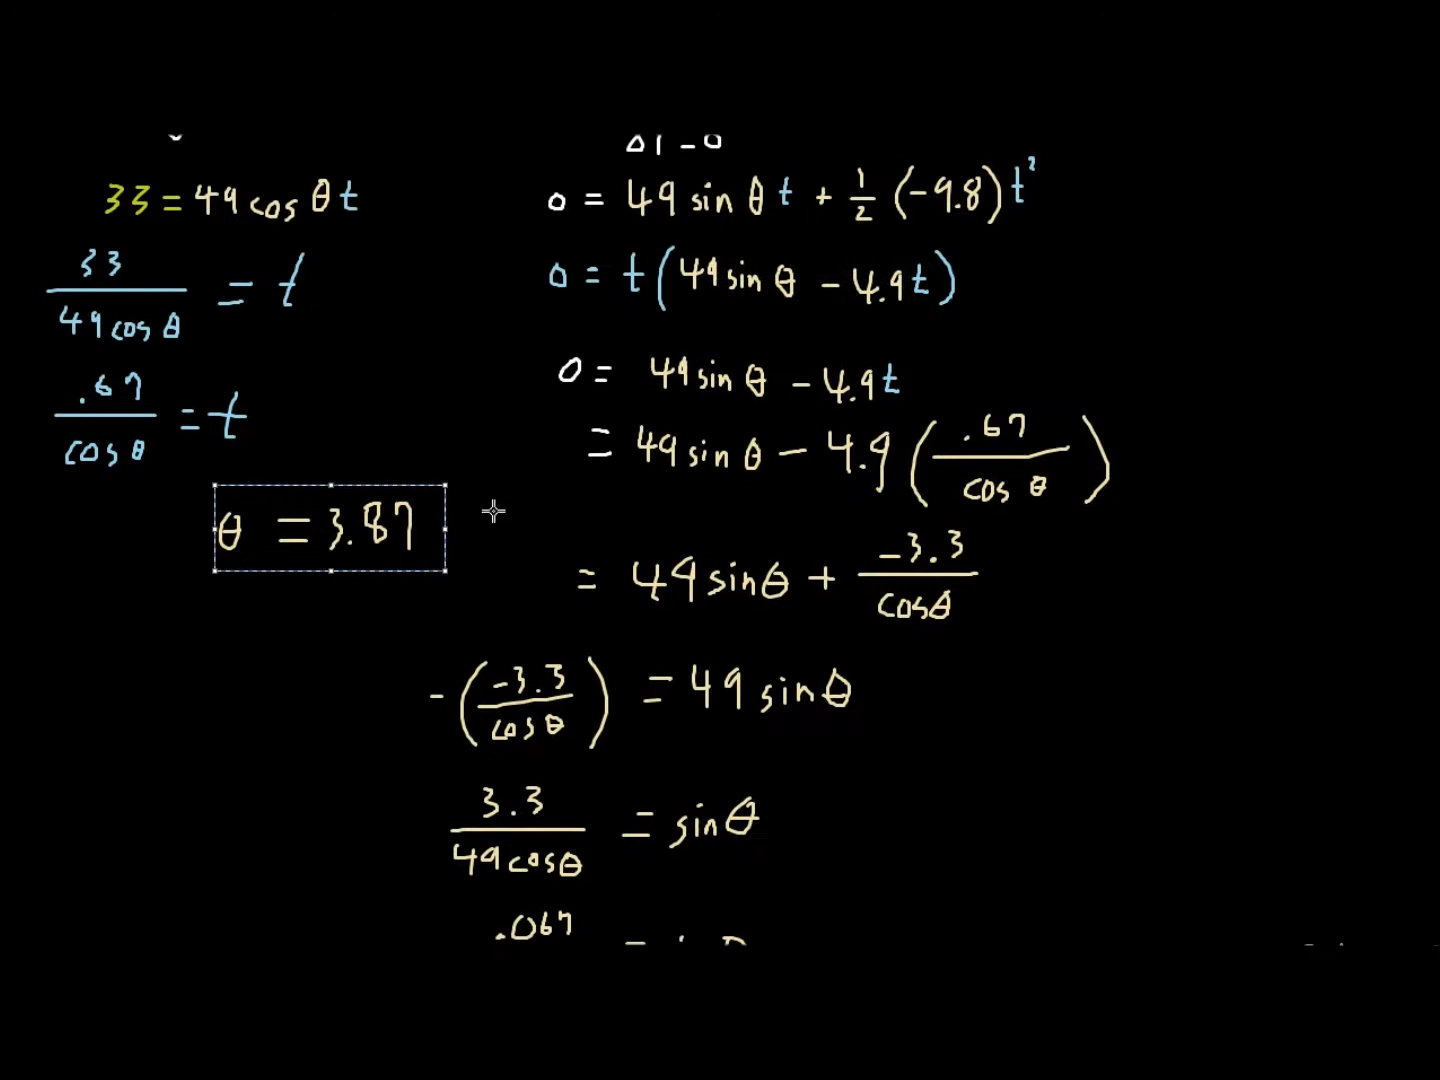 33 = 49 cos θ t
33 / 49 cos θ = t
.67 / cos θ = t
θ = 3.87
0 = 49 sin θ t + 1/2 (-9.8) t²
0 = t (49 sin θ - 4.9 t)
0 = 49 sin θ - 4.9 t
= 49 sin θ - 4.9 (.67 / cos θ)
= 49 sin θ + -3.3 / cos θ
- (-3.3 / cos θ) = 49 sin θ
3.3 / 49 cos θ = sin θ
.067